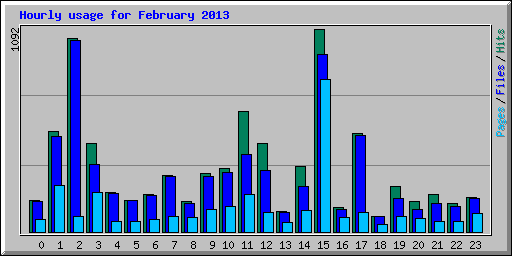 Hourly usage for February 2013
1092
Pages / Files / Hits
0 1 2 3 4 5 6 7 8 9 10 11 12 13 14 15 16 17 18 19 20 21 22 23